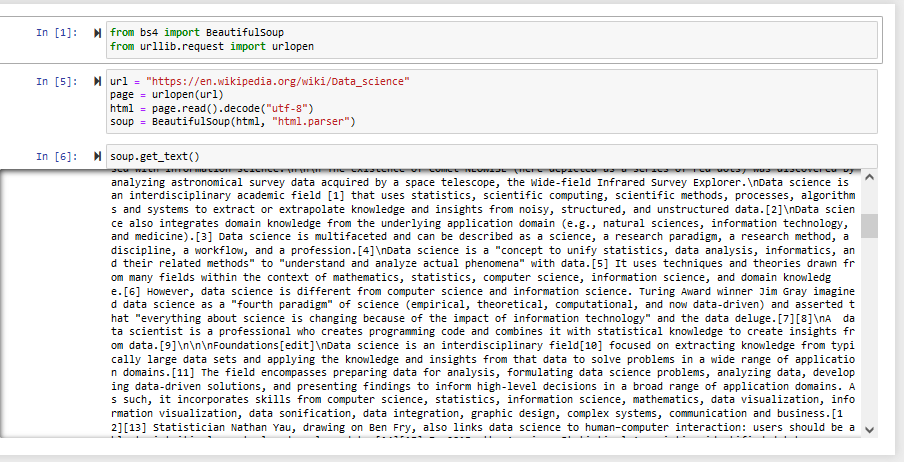 In [1]:
from bs4 import BeautifulSoup
from urllib.request import urlopen
In [5]:
url = "https://en.wikipedia.org/wiki/Data_science"
page = urlopen(url)
html = page.read().decode("utf-8")
soup = BeautifulSoup(html, "html.parser")
In [6]:
soup.get_text()
analyzing astronomical survey data acquired by a space telescope, the Wide-field Infrared Survey Explorer.\nData science is
an interdisciplinary academic field [1] that uses statistics, scientific computing, scientific methods, processes, algorithm
s and systems to extract or extrapolate knowledge and insights from noisy, structured, and unstructured data.[2]\nData scien
ce also integrates domain knowledge from the underlying application domain (e.g., natural sciences, information technology,
and medicine).[3] Data science is multifaceted and can be described as a science, a research paradigm, a research method, a
discipline, a workflow, and a profession.[4]\nData science is a "concept to unify statistics, data analysis, informatics, an
d their related methods" to "understand and analyze actual phenomena" with data.[5] It uses techniques and theories drawn fr
om many fields within the context of mathematics, statistics, computer science, information science, and domain knowledg
e.[6] However, data science is different from computer science and information science. Turing Award winner Jim Gray imagine
d data science as a "fourth paradigm" of science (empirical, theoretical, computational, and now data-driven) and asserted t
hat "everything about science is changing because of the impact of information technology" and the data deluge.[7][8]\nA da
ta scientist is a professional who creates programming code and combines it with statistical knowledge to create insights fr
om data.[9]\n\n\nFoundations[edit]\nData science is an interdisciplinary field[10] focused on extracting knowledge from typi
cally large data sets and applying the knowledge and insights from that data to solve problems in a wide range of applicatio
n domains.[11] The field encompasses preparing data for analysis, formulating data science problems, analyzing data, develop
ing data-driven solutions, and presenting findings to inform high-level decisions in a broad range of application domains. A
s such, it incorporates skills from computer science, statistics, information science, mathematics, data visualization, info
rmation visualization, data sonification, data integration, graphic design, complex systems, communication and business.[1
2][13] Statistician Nathan Yau, drawing on Ben Fry, also links data science to human-computer interaction: users should be a